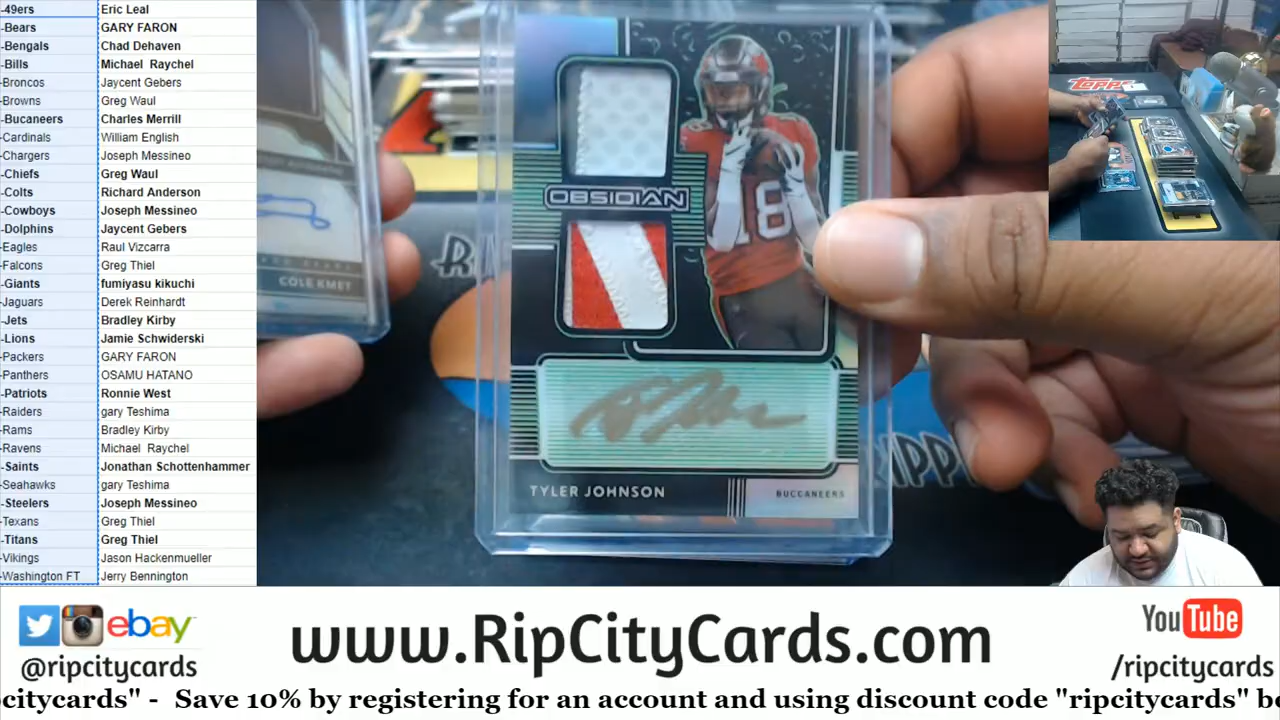 -49ers Eric Leal
-Bears GARY FARON
-Bengals Chad Dehaven
-Bills Michael Raychel
-Broncos Jaycent Gebers
-Browns Greg Waul
-Bucaneers Charles Merrill
-Cardinals William English
-Chargers Joseph Messineo
-Chiefs Greg Waul
-Colts Richard Anderson
-Cowboys Joseph Messineo
-Dolphins Jaycent Gebers
-Eagles Raul Vizcarra
-Falcons Greg Thiel
-Giants fumiyasu kikuchi
-Jaguars Derek Reinhardt
-Jets Bradley Kirby
-Lions Jamie Schwiderski
-Packers GARY FARON
-Panthers OSAMU HATANO
-Patriots Ronnie West
-Raiders gary Teshima
-Rams Bradley Kirby
-Ravens Michael Raychel
-Saints Jonathan Schottenhammer
-Seahawks gary Teshima
-Steelers Joseph Messineo
-Texans Greg Thiel
-Titans Greg Thiel
-Vikings Jason Hackenmueller
-Washington FT Jerry Bennington
COLE KMET
OBSIDIAN
18
TYLER JOHNSON
BUCCANEERS
topps
ebay
@ripcitycards
www.RipCityCards.com
YouTube
/ripcitycards
citycards" - Save 10% by registering for an account and using discount code "ripcitycards"